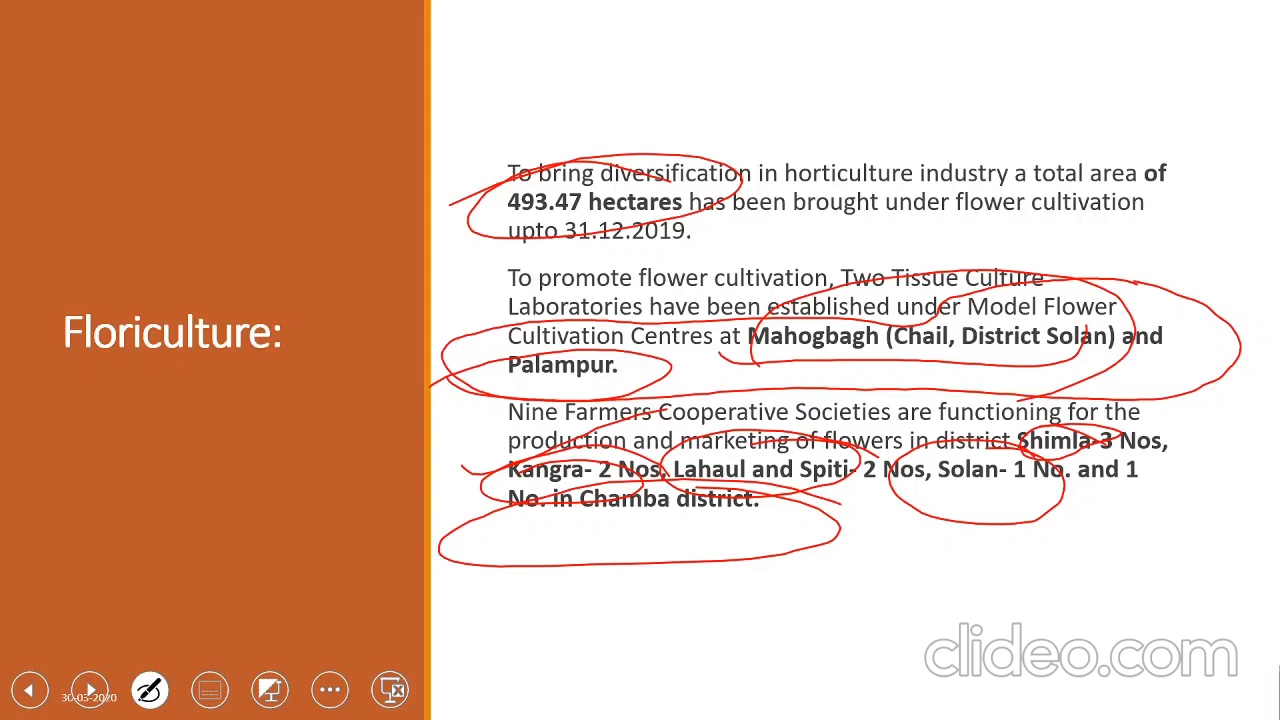 Floriculture:
To bring diversification in horticulture industry a total area of
493.47 hectares has been brought under flower cultivation
upto 31.12.2019.
To promote flower cultivation, Two Tissue Culture
Laboratories have been established under Model Flower
Cultivation Centres at Mahogbagh (Chail, District Solan) and
Palampur.
Nine Farmers Cooperative Societies are functioning for the
production and marketing of flowers in district Shimla-3 Nos,
Kangra- 2 Nos, Lahaul and Spiti- 2 Nos, Solan- 1 No. and 1
No. in Chamba district.
30-03-2020
clideo.com